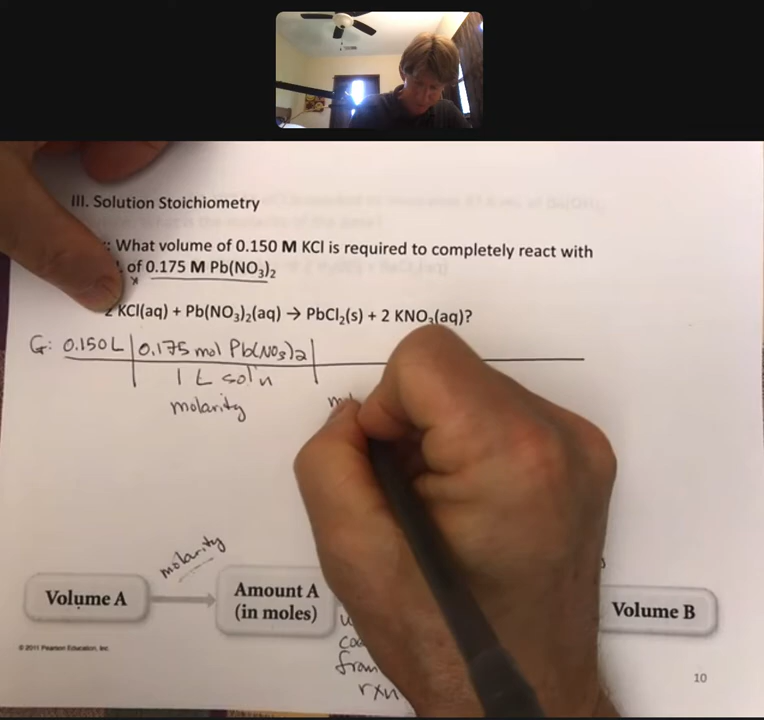 III. Solution Stoichiometry
: What volume of 0.150 M KCl is required to completely react with
of 0.175 M Pb(NO₃)₂
2 KCl(aq) + Pb(NO₃)₂(aq) → PbCl₂(s) + 2 KNO₃(aq)?
G: 0.150L | 0.175 mol Pb(NO₃)₂ |
1 L sol'n
molarity
molarity
Volume A
Amount A
(in moles)
Volume B
from
rxn
© 2011 Pearson Education, Inc.
10